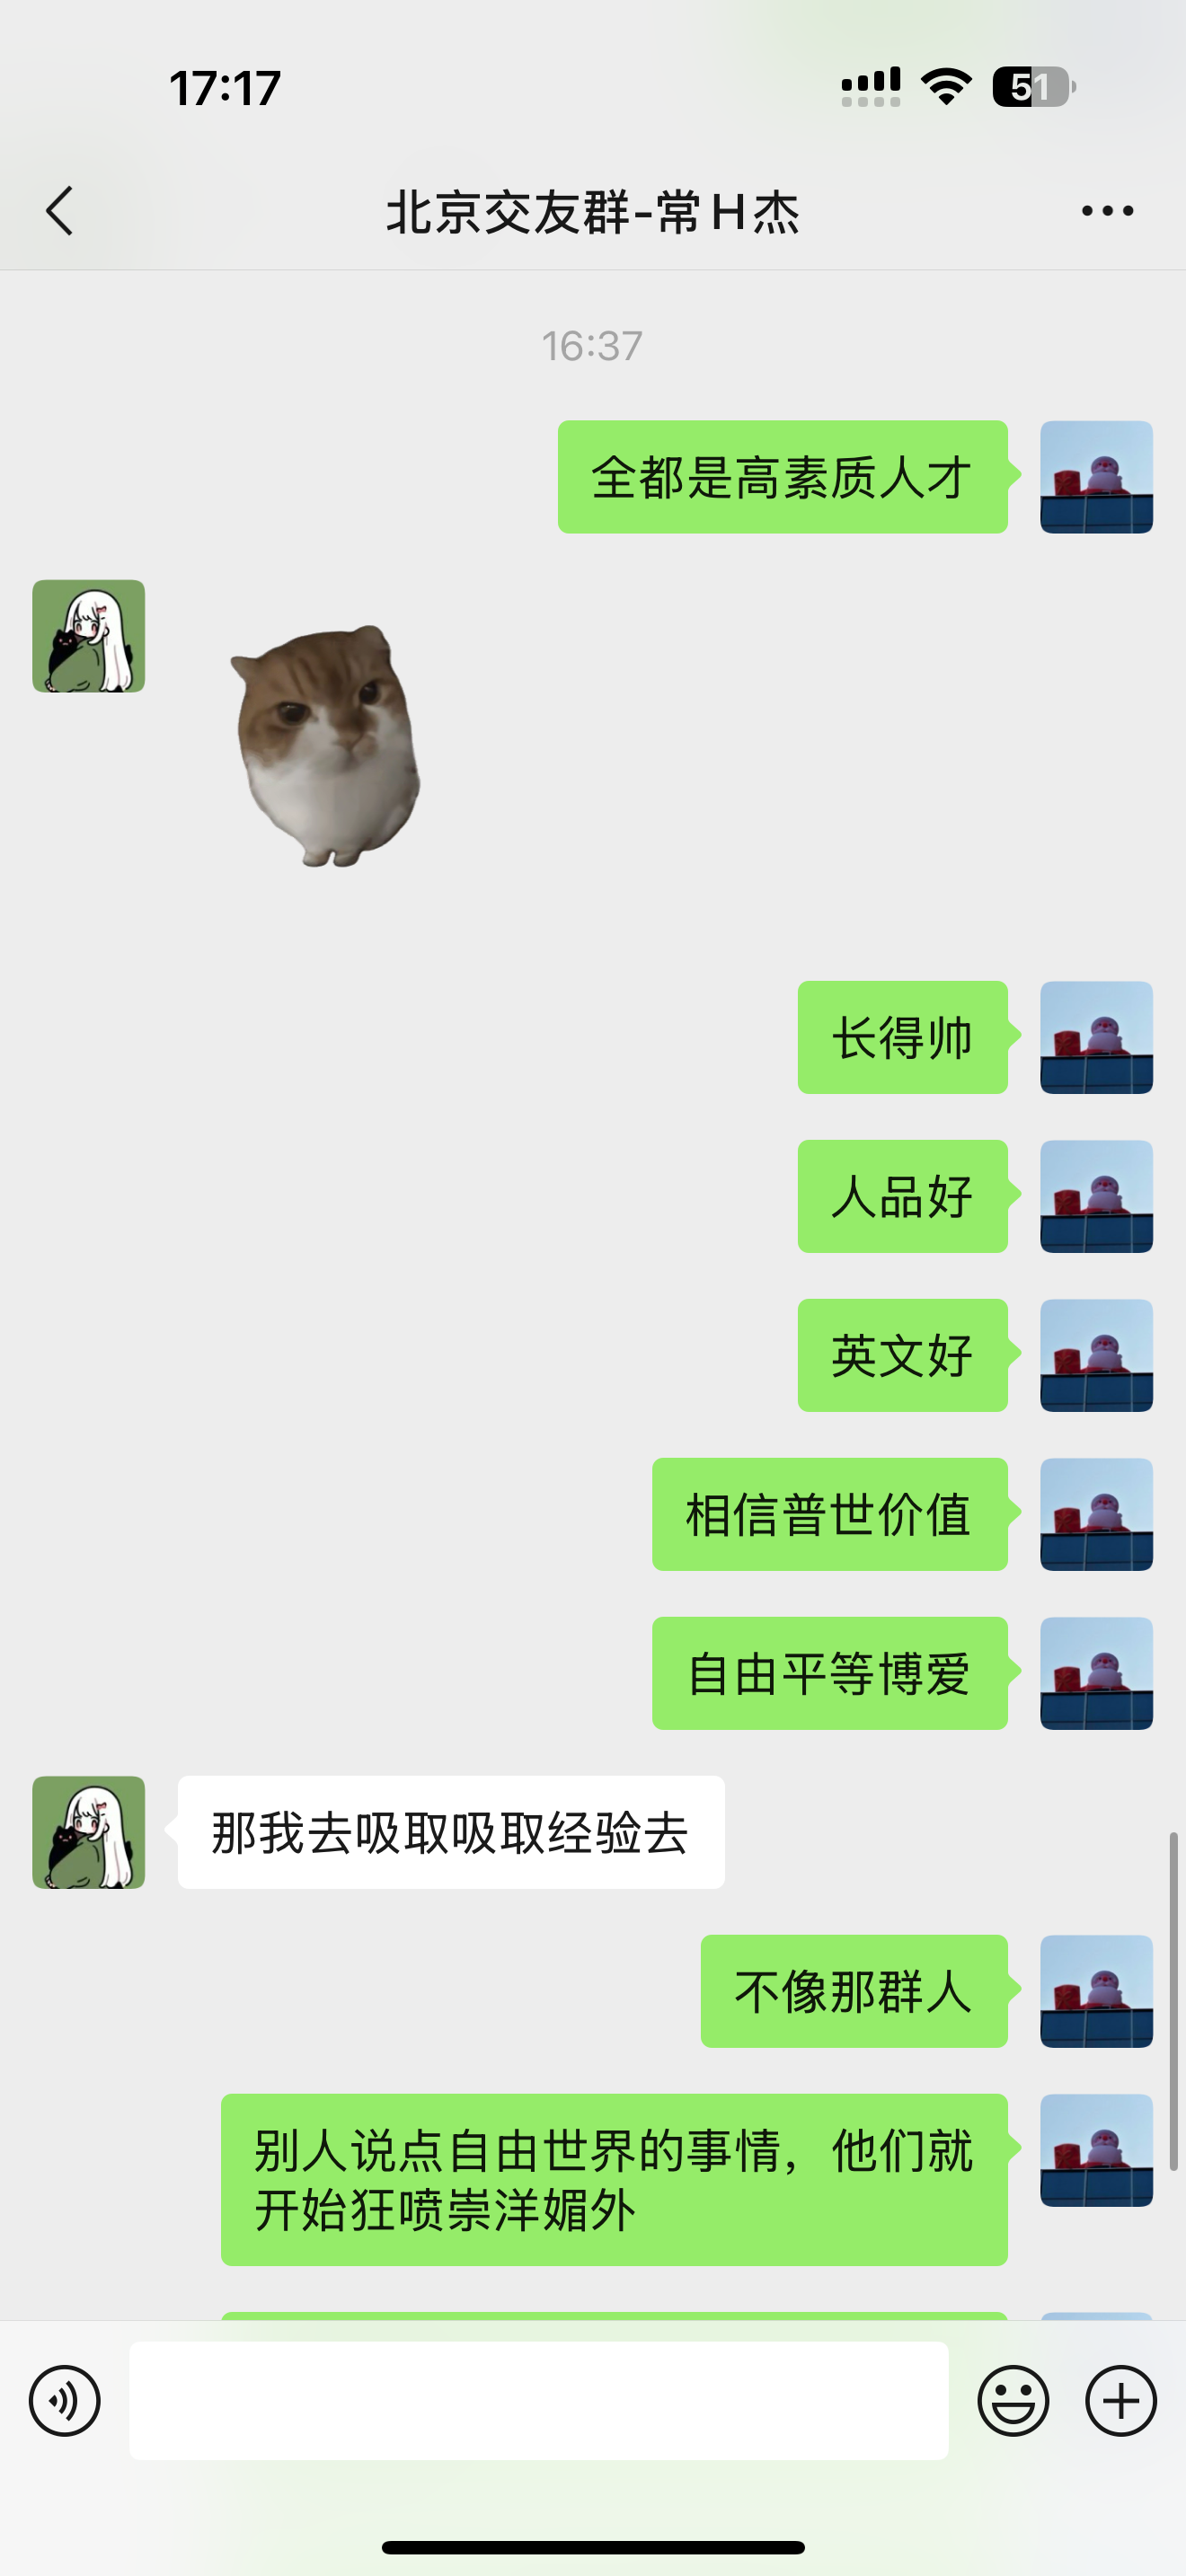 17:17
51
北京交友群-常H杰
16:37
全都是高素质人才
长得帅
人品好
英文好
相信普世价值
自由平等博爱
那我去吸取吸取经验去
不像那群人
别人说点自由世界的事情，他们就
开始狂喷崇洋媚外